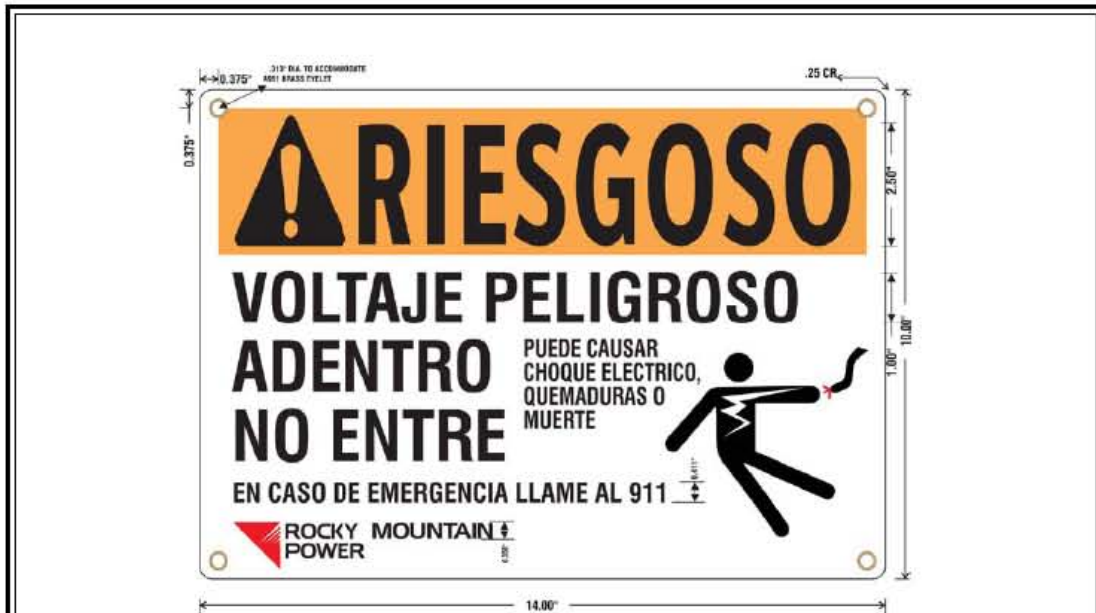 .313" DIA. TO ACCOMMODATE
BRASS EYELET
0.375"
.25 CR.
0.375"
RIESGOSO
2.50"
VOLTAJE PELIGROSO
ADENTRO
NO ENTRE
PUEDE CAUSAR
CHOQUE ELECTRICO,
QUEMADURAS O
MUERTE
1.00"
10.00"
EN CASO DE EMERGENCIA LLAME AL 911
ROCKY MOUNTAIN
POWER
14.00"